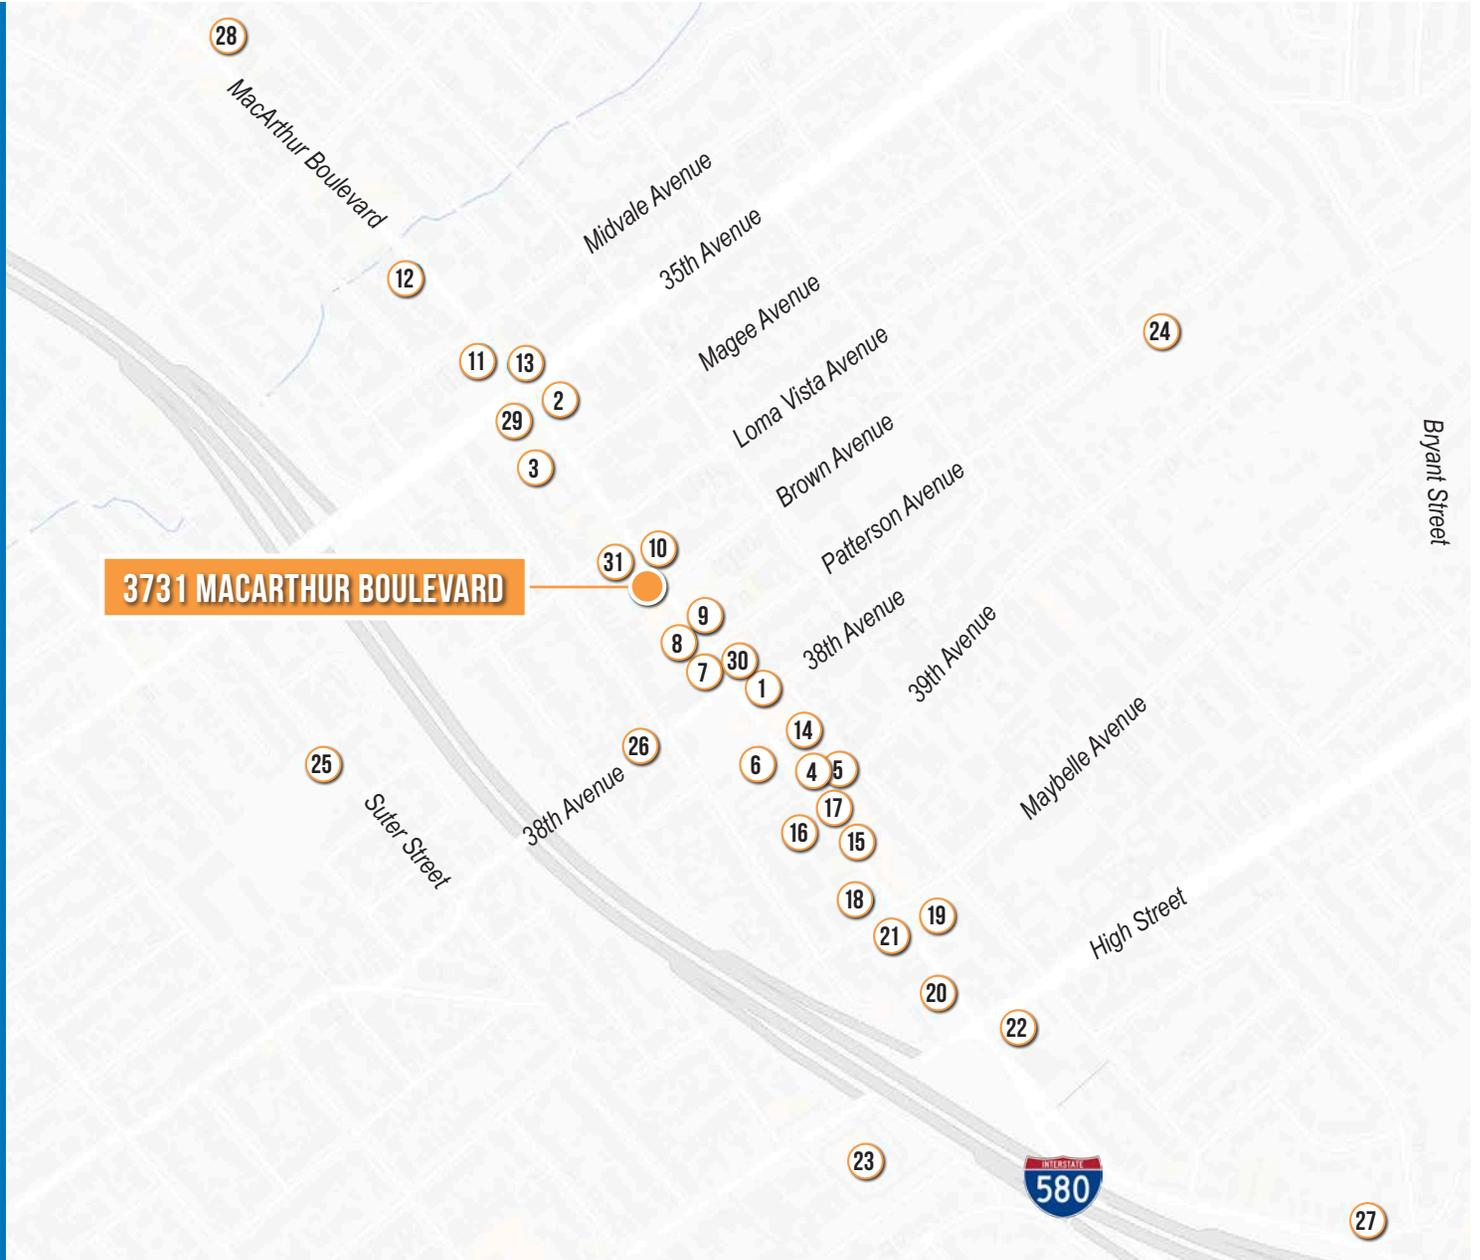 28
MacArthur Boulevard
Midvale Avenue
35th Avenue
12
Magee Avenue
24
Loma Vista Avenue
11
13
2
29
Brown Avenue
Bryant Street
3
Patterson Avenue
10
31
3731 MACARTHUR BOULEVARD
9
38th Avenue
8
39th Avenue
30
7
1
14
26
Maybelle Avenue
25
6
4
5
38th Avenue
17
16
15
Suter Street
18
19
High Street
21
20
22
23
INTERSTATE
580
27